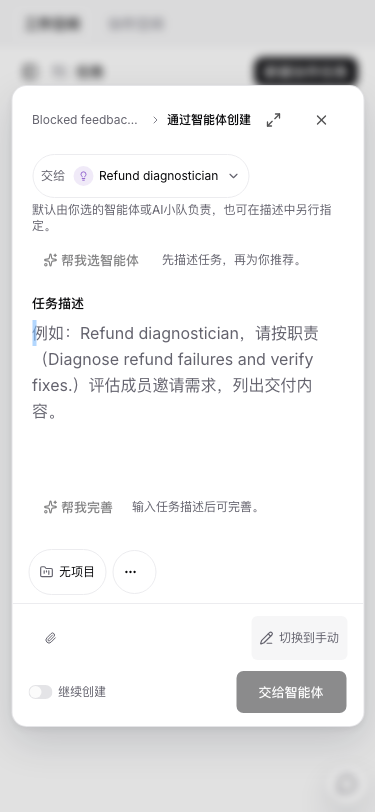 Blocked feedbac... > 通过智能体创建
交给 Refund diagnostician
默认由你选的智能体或AI小队负责，也可在描述中另行指
定。
帮我选智能体 先描述任务，再为你推荐。
任务描述
例如：Refund diagnostician，请按职责
（Diagnose refund failures and verify
fixes.）评估成员邀请需求，列出交付内
容。
帮我完善 输入任务描述后可完善。
无项目 ...
切换到手动
继续创建 交给智能体